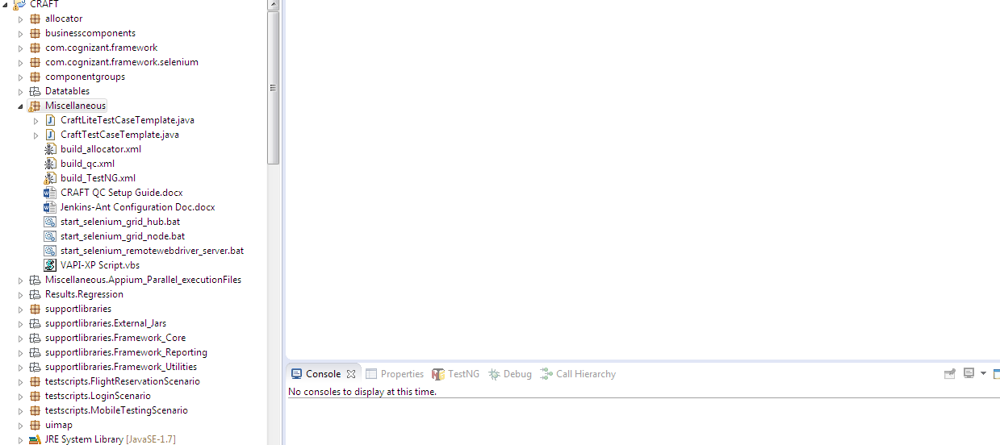 CRAFT
allocator
businesscomponents
com.cognizant.framework
com.cognizant.framework.selenium
componentgroups
Datatables
Miscellaneous
CraftLiteTestCaseTemplate.java
CraftTestCaseTemplate.java
build_allocator.xml
build_qc.xml
build_TestNG.xml
CRAFT QC Setup Guide.docx
Jenkins-Ant Configuration Doc.docx
start_selenium_grid_hub.bat
start_selenium_grid_node.bat
start_selenium_remotewebdriver_server.bat
VAPI-XP Script.vbs
Miscellaneous.Appium_Parallel_executionFiles
Results.Regression
supportlibraries
supportlibraries.External_Jars
supportlibraries.Framework_Core
supportlibraries.Framework_Reporting
supportlibraries.Framework_Utilities
testscripts.FlightReservationScenario
testscripts.LoginScenario
testscripts.MobileTestingScenario
uimap
JRE System Library [JavaSE-1.7]
Console Properties TestNG Debug Call Hierarchy
No consoles to display at this time.